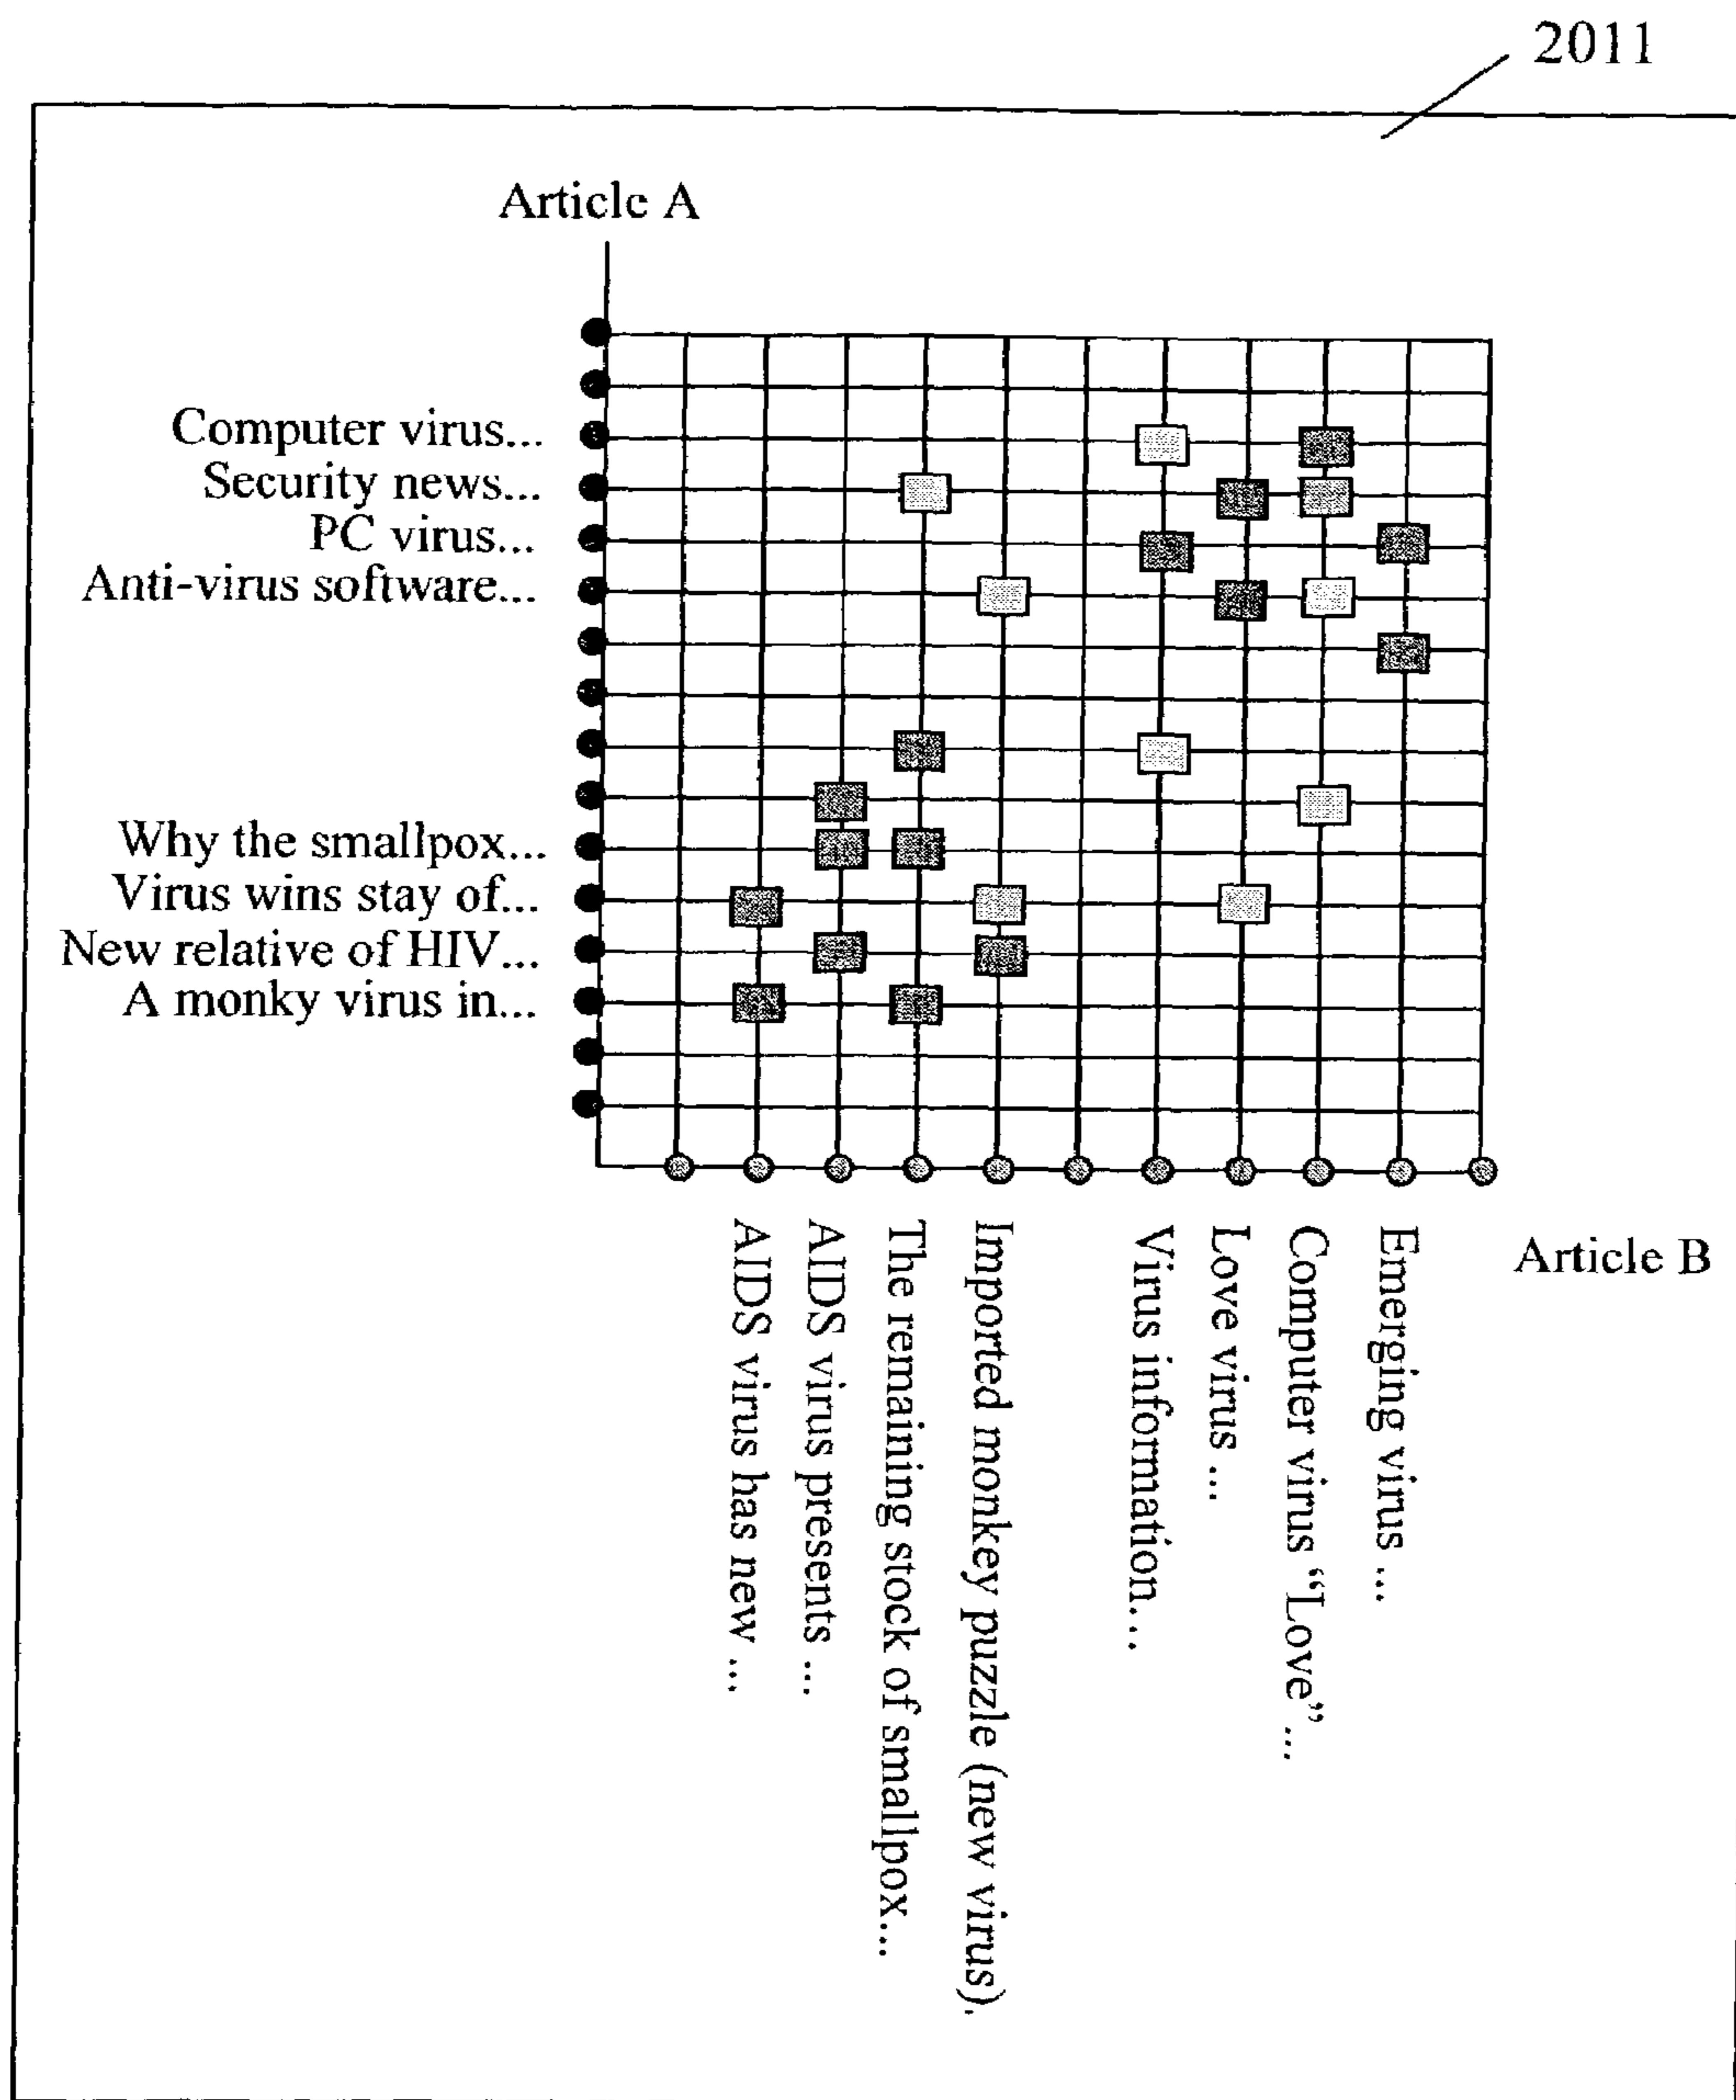 2011
Article A
Computer virus...
Security news...
PC virus...
Anti-virus software...
Why the smallpox...
Virus wins stay of...
New relative of HIV...
A monky virus in...
AIDS virus has new ...
AIDS virus presents ...
The remaining stock of smallpox...
Imported monkey puzzle (new virus).
Virus information...
Love virus ...
Computer virus “Love”...
Emerging virus ...
Article B